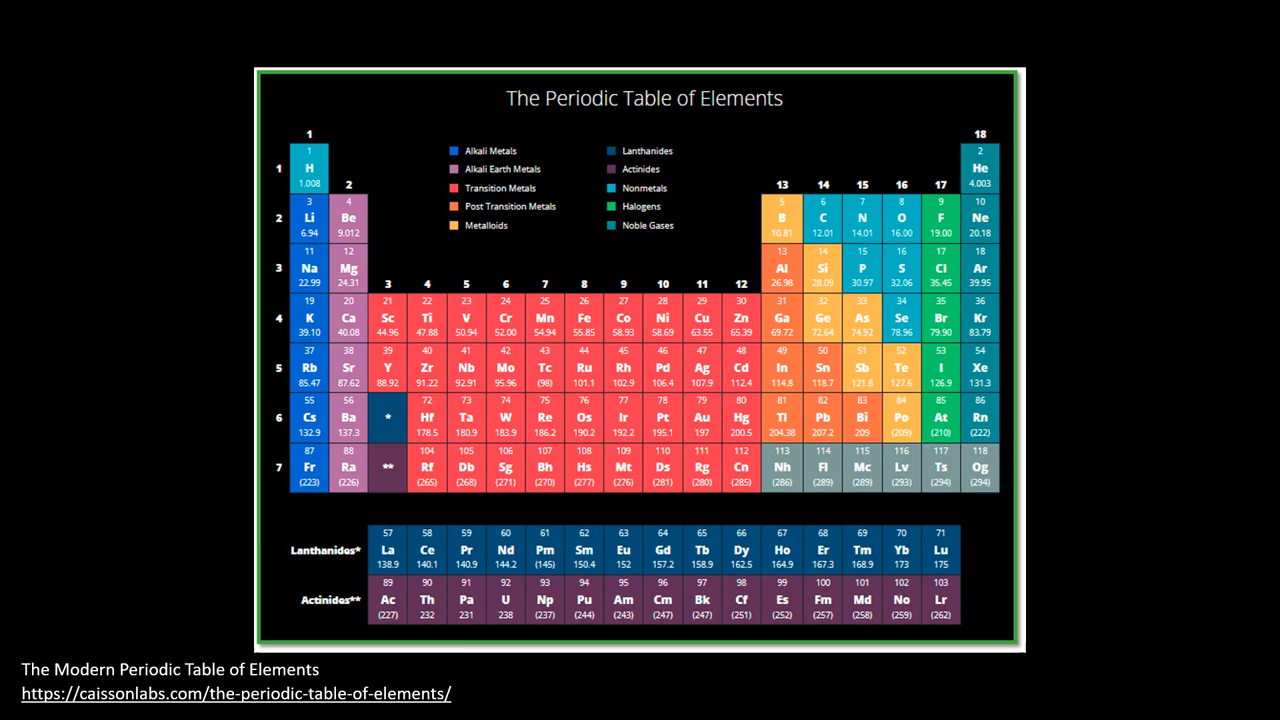 The Periodic Table of Elements
1 18
1 2
Alkali Metals Lanthanides
1 H He
2 Alkali Earth Metals Actinides 13 14 15 16 17
1.008 Transition Metals Nonmetals 4.003
3 4 5 6 7 8 9 10
2 Li Be Post Transition Metals Halogens B C N O F Ne
6.94 9.012 Metalloids Noble Gases 10.81 12.01 14.01 16.00 19.00 20.18
11 12 13 14 15 16 17 18
3 Na Mg Al Si P S Cl Ar
22.99 24.31 3 4 5 6 7 8 9 10 11 12 26.98 28.09 30.97 32.06 35.45 39.95
19 20 21 22 23 24 25 26 27 28 29 30 31 32 33 34 35 36
4 K Ca Sc Ti V Cr Mn Fe Co Ni Cu Zn Ga Ge As Se Br Kr
39.10 40.08 44.96 47.88 50.94 52.00 54.94 55.85 58.93 58.69 63.55 65.39 69.72 72.64 74.92 78.96 79.90 83.79
37 38 39 40 41 42 43 44 45 46 47 48 49 50 51 52 53 54
5 Rb Sr Y Zr Nb Mo Tc Ru Rh Pd Ag Cd In Sn Sb Te I Xe
85.47 87.62 88.92 91.22 92.91 95.96 (98) 101.1 102.9 106.4 107.9 112.4 114.8 118.7 121.8 127.6 126.9 131.3
55 56 72 73 74 75 76 77 78 79 80 81 82 83 84 85 86
6 Cs Ba * Hf Ta W Re Os Ir Pt Au Hg Tl Pb Bi Po At Rn
132.9 137.3 178.5 180.9 183.9 186.2 190.2 192.2 195.1 197 200.5 204.38 207.2 209 (209) (210) (222)
87 88 104 105 106 107 108 109 110 111 112 113 114 115 116 117 118
7 Fr Ra ** Rf Db Sg Bh Hs Mt Ds Rg Cn Nh Fl Mc Lv Ts Og
(223) (226) (265) (268) (271) (270) (277) (276) (281) (280) (285) (286) (289) (289) (293) (294) (294)
57 58 59 60 61 62 63 64 65 66 67 68 69 70 71
Lanthanides* La Ce Pr Nd Pm Sm Eu Gd Tb Dy Ho Er Tm Yb Lu
138.9 140.1 140.9 144.2 (145) 150.4 152 157.2 158.9 162.5 164.9 167.3 168.9 173 175
89 90 91 92 93 94 95 96 97 98 99 100 101 102 103
Actinides** Ac Th Pa U Np Pu Am Cm Bk Cf Es Fm Md No Lr
(227) 232 231 238 (237) (244) (243) (247) (247) (251) (252) (257) (258) (259) (262)
The Modern Periodic Table of Elements
https://caissonlabs.com/the-periodic-table-of-elements/